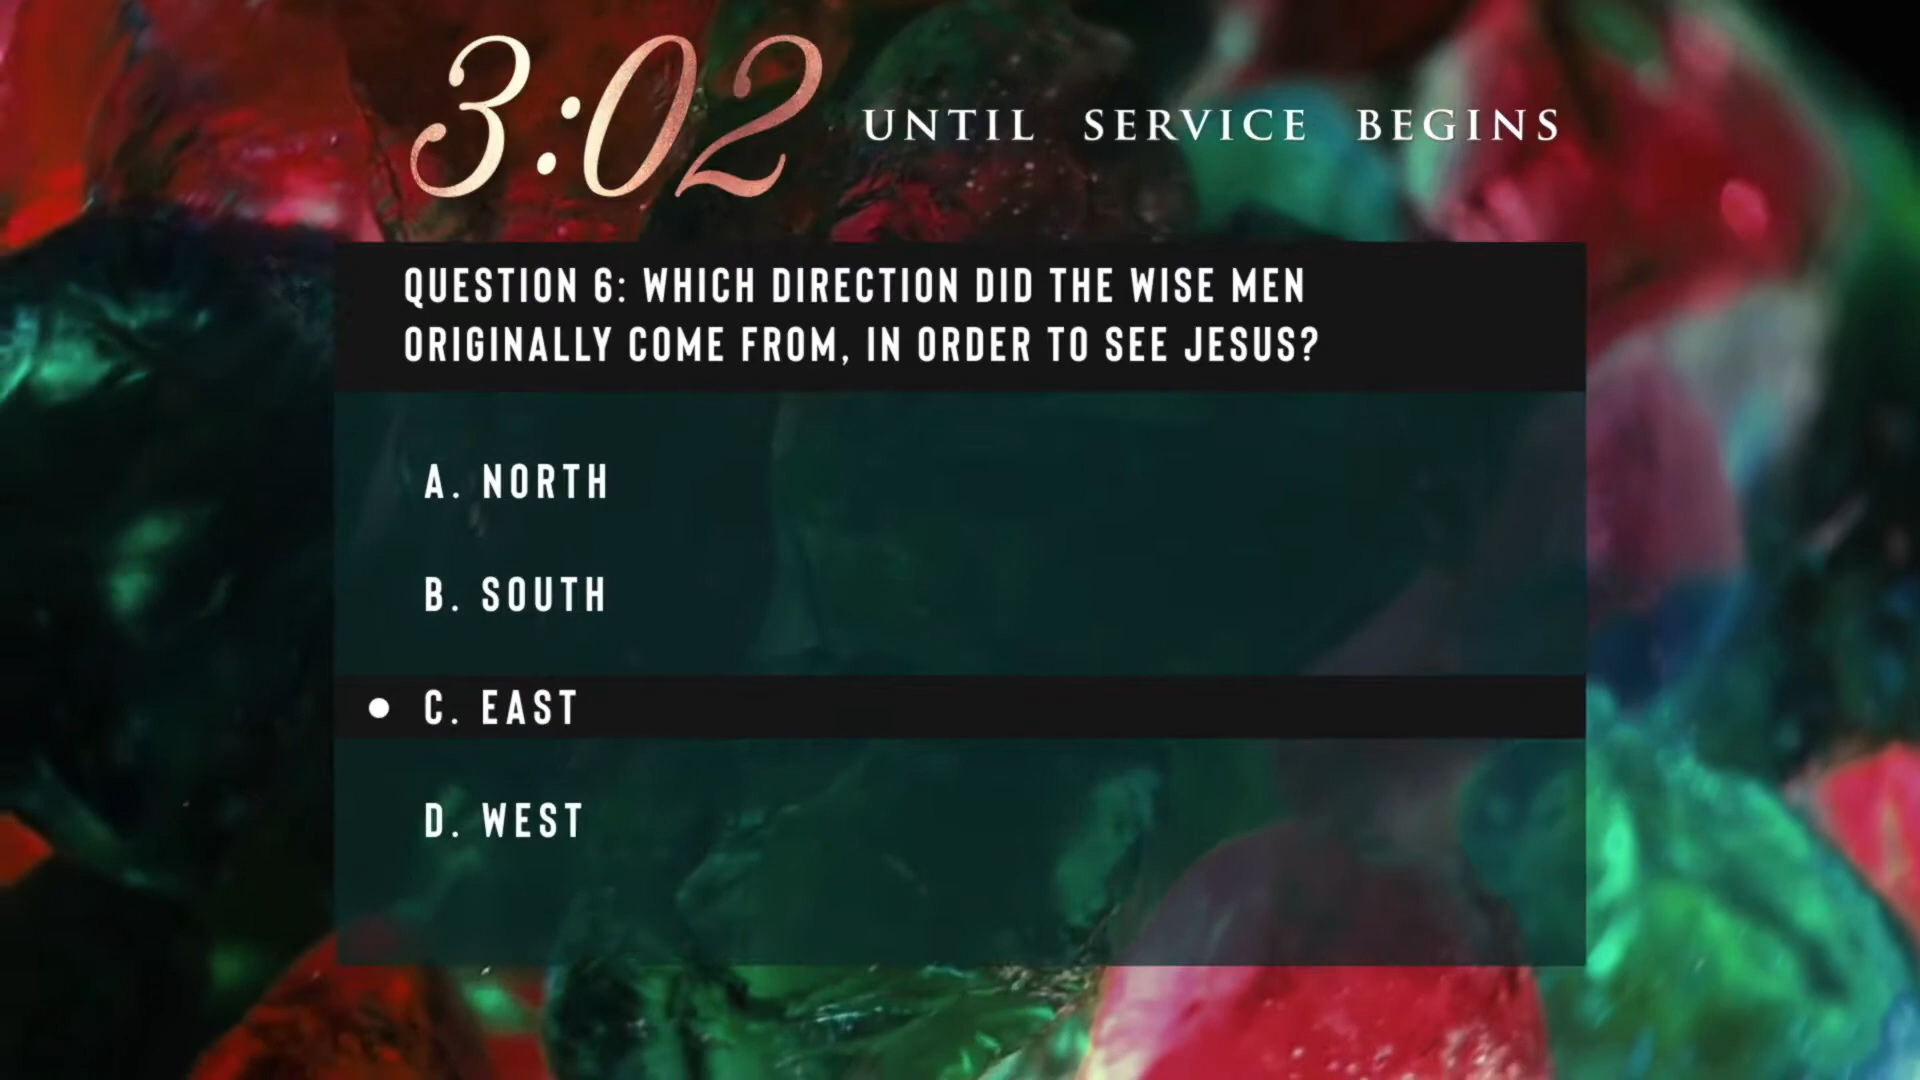 3:02 UNTIL SERVICE BEGINS
QUESTION 6: WHICH DIRECTION DID THE WISE MEN
ORIGINALLY COME FROM, IN ORDER TO SEE JESUS?
A. NORTH
B. SOUTH
C. EAST
D. WEST